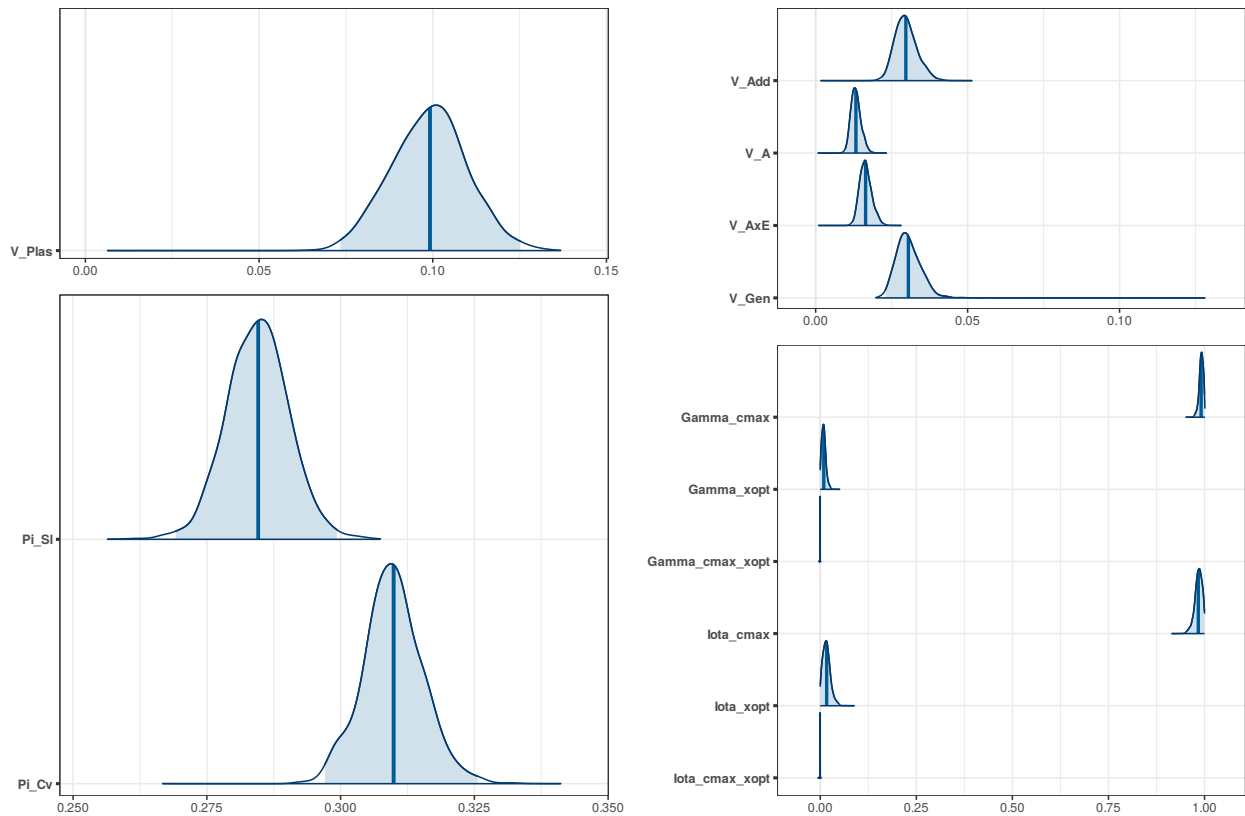 V_Plas
0.00 0.05 0.10 0.15
Pi_Sl
Pi_Cv
0.250 0.275 0.300 0.325 0.350
V_Add
V_A
V_AxE
V_Gen
0.00 0.05 0.10
Gamma_cmax
Gamma_xopt
Gamma_cmax_xopt
Iota_cmax
Iota_xopt
Iota_cmax_xopt
0.00 0.25 0.50 0.75 1.00